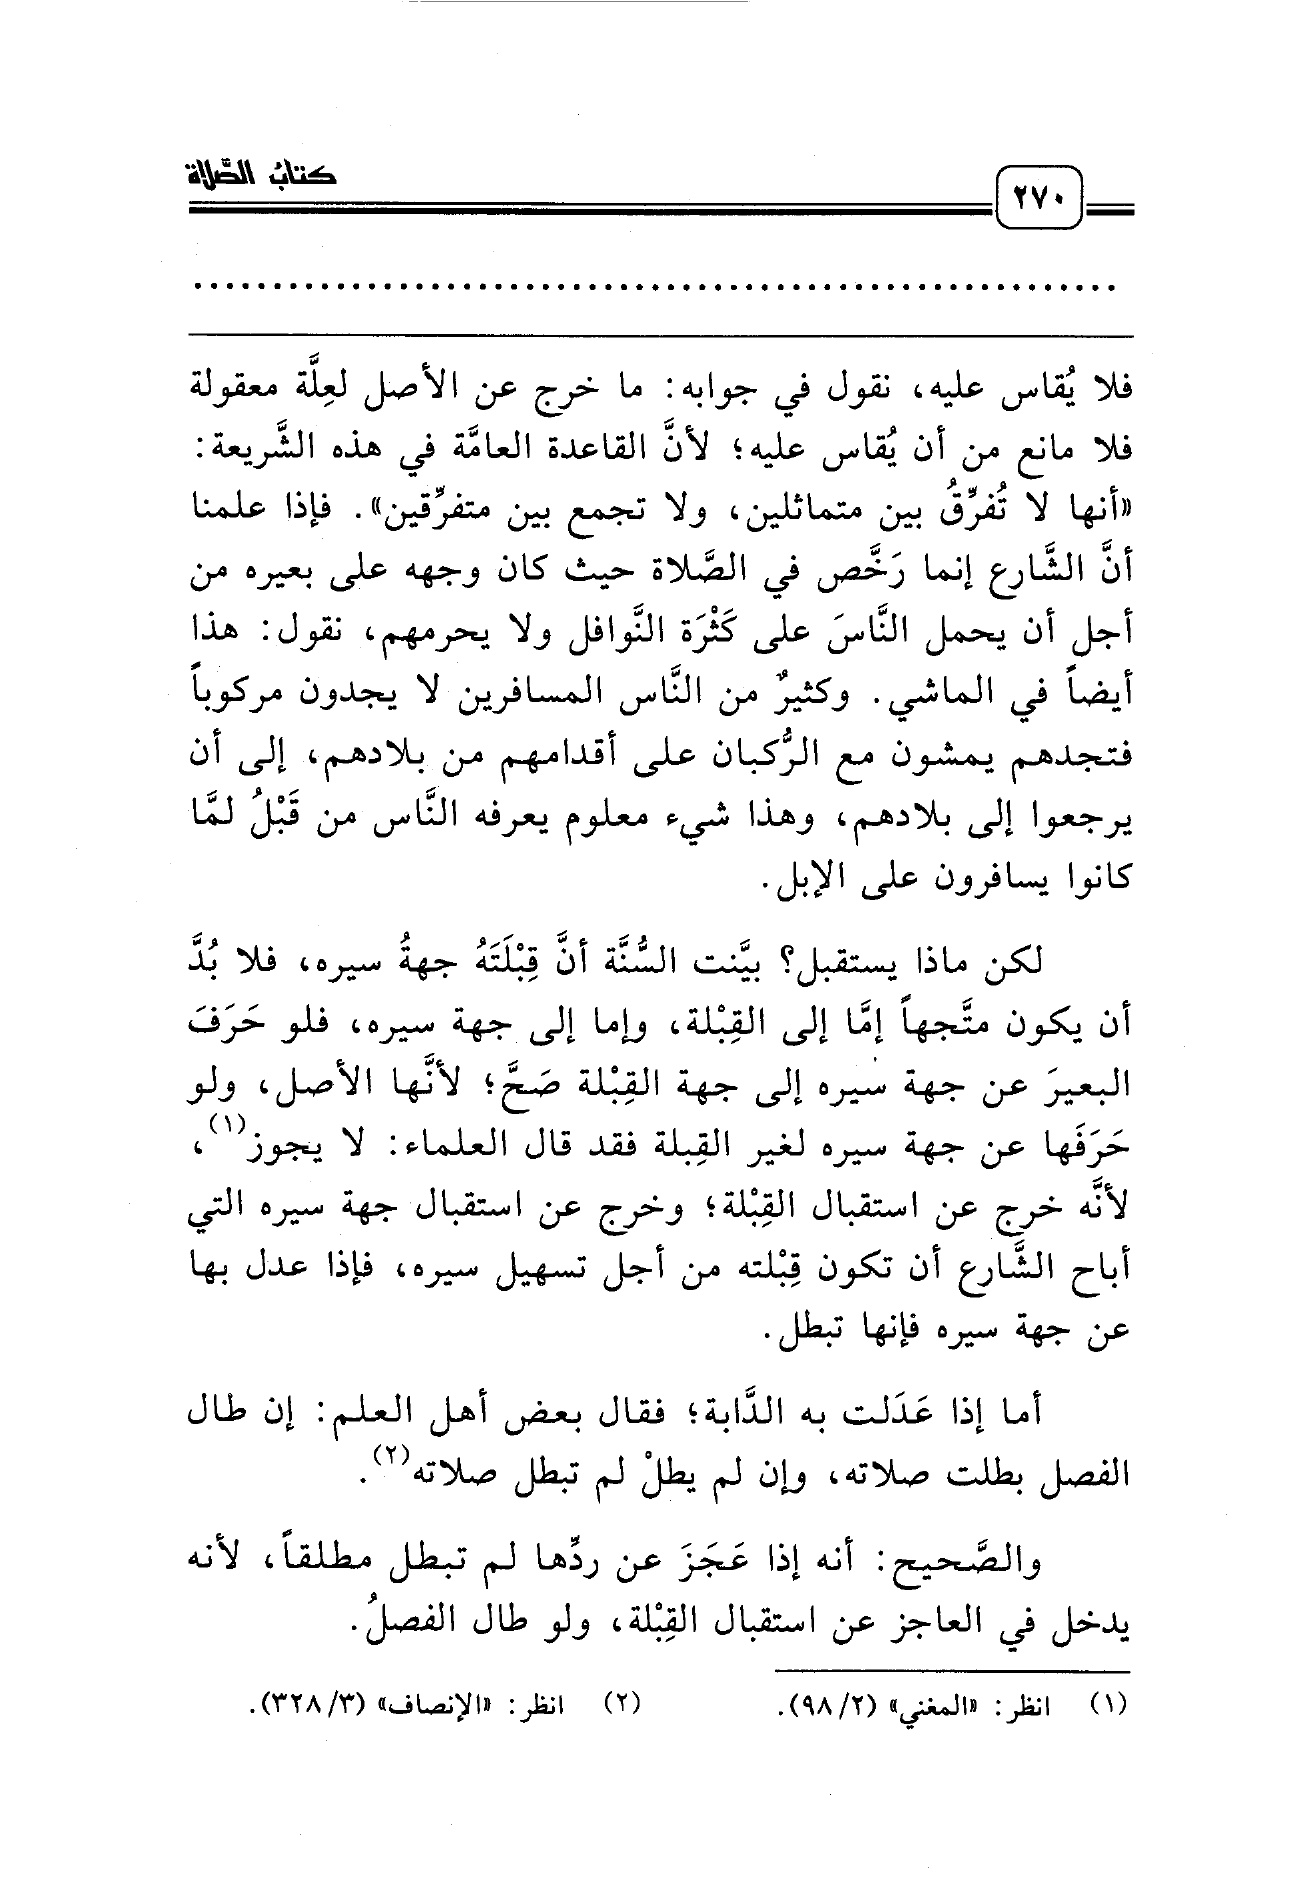 كتابُ الصَّلاة
٢٧٠
فلا يُقاس عليه، نقول في جوابه: ما خرج عن الأصل لعِلَّة معقولة
فلا مانع من أن يُقاس عليه؛ لأنَّ القاعدة العامَّة في هذه الشَّريعة:
«أنها لا تُفرِّقُ بين متماثلين، ولا تجمع بين متفرِّقين». فإذا علمنا
أنَّ الشَّارع إنما رَخَّص في الصَّلاة حيث كان وجهه على بعيره من
أجل أن يحمل النَّاسَ على كَثْرَة النَّوافل ولا يحرمهم، نقول: هذا
أيضاً في الماشي. وكثيرٌ من النَّاس المسافرين لا يجدون مركوباً
فتجدهم يمشون مع الرُّكبان على أقدامهم من بلادهم، إلى أن
يرجعوا إلى بلادهم، وهذا شيء معلوم يعرفه النَّاس من قَبْلُ لمَّا
كانوا يسافرون على الإبل.
لكن ماذا يستقبل؟ بيَّنت السُّنَّة أنَّ قِبْلَتَهُ جهةُ سيره، فلا بُدَّ
أن يكون متَّجهاً إمَّا إلى القِبْلة، وإما إلى جهة سيره، فلو حَرَفَ
البعيرَ عن جهة سيره إلى جهة القِبْلة صَحَّ؛ لأنَّها الأصل، ولو
حَرَفَها عن جهة سيره لغير القِبلة فقد قال العلماء: لا يجوز(١)،
لأنَّه خرج عن استقبال القِبْلة؛ وخرج عن استقبال جهة سيره التي
أباح الشَّارع أن تكون قِبْلته من أجل تسهيل سيره، فإذا عدل بها
عن جهة سيره فإنها تبطل.
أما إذا عَدَلت به الدَّابة؛ فقال بعض أهل العلم: إن طال
الفصل بطلت صلاته، وإن لم يطلْ لم تبطل صلاته(٢).
والصَّحيح: أنه إذا عَجَزَ عن ردِّها لم تبطل مطلقاً، لأنه
يدخل في العاجز عن استقبال القِبْلة، ولو طال الفصلُ.
(١) انظر: «المغني» (٢/ ٩٨). (٢) انظر: «الإنصاف» (٣/ ٣٢٨).